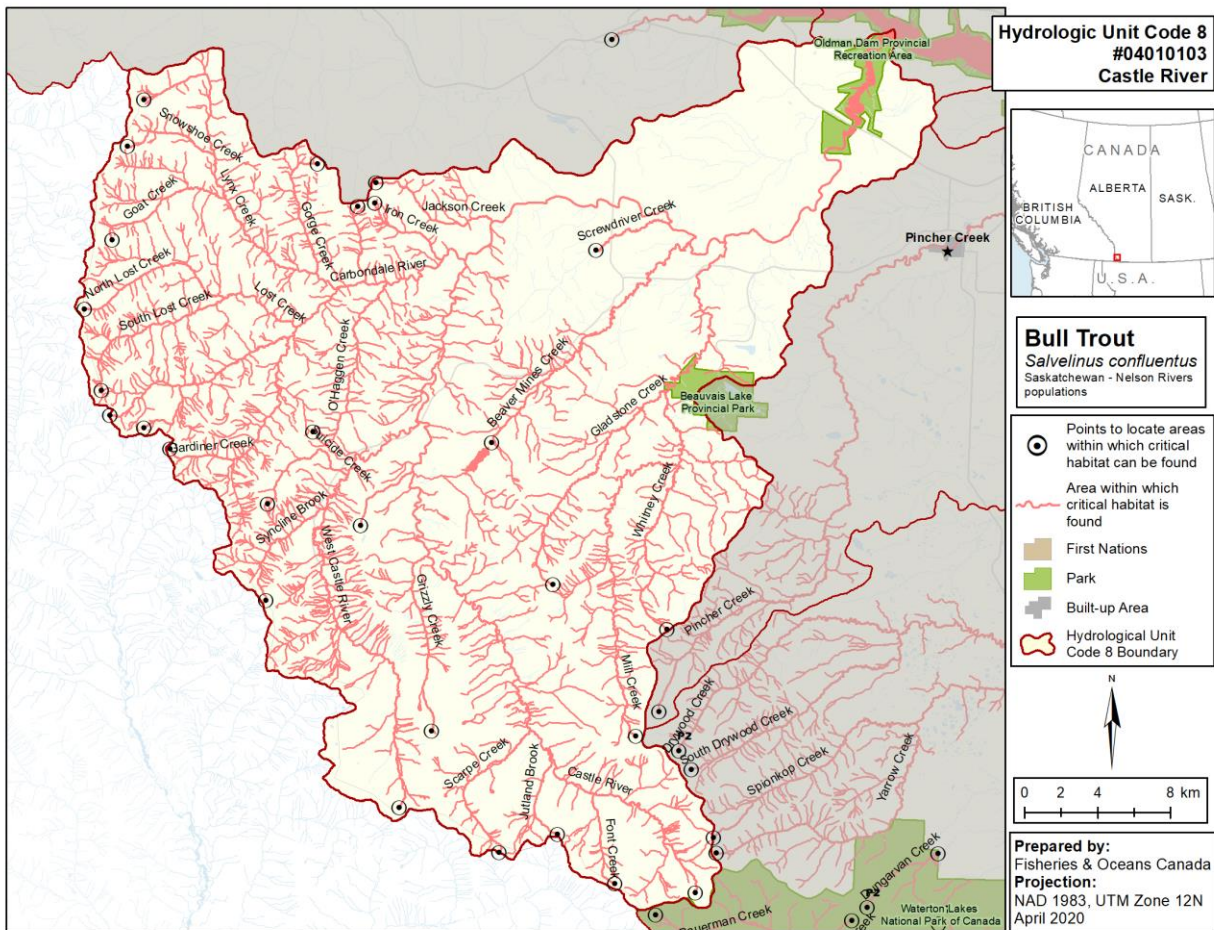 Hydrologic Unit Code 8
#04010103
Castle River
CANADA
ALBERTA
SASK.
BRITISH
COLUMBIA
U.S.A.
Bull Trout
Salvelinus confluentus
Saskatchewan - Nelson Rivers
populations
Points to locate areas
within which critical
habitat can be found
Area within which
critical habitat is
found
First Nations
Park
Built-up Area
Hydrological Unit
Code 8 Boundary
N
0 2 4 8 km
Prepared by:
Fisheries & Oceans Canada
Projection:
NAD 1983, UTM Zone 12N
April 2020
Oldman Dam Provincial
Recreation Area
Snowshoe Creek
Lynx Creek
Goat Creek
Gorge Creek
Iron Creek
Jackson Creek
Screwdriver Creek
Pincher Creek
North Lost Creek
Carbondale River
South Lost Creek
Lost Creek
O'Haggen Creek
Beaver Mines Creek
Gladstone Creek
Beauvais Lake
Provincial Park
Gardiner Creek
Suicide Creek
Whitney Creek
Syncline Brook
West Castle River
Grizzly Creek
Pincher Creek
Mill Creek
Drywood Creek
P2
South Drywood Creek
Spionkop Creek
Yarrow Creek
Scarpe Creek
Jutland Brook
Castle River
Font Creek
Dungarvan Creek
P2
Creek
Bauerman Creek
Waterton Lakes
National Park of Canada